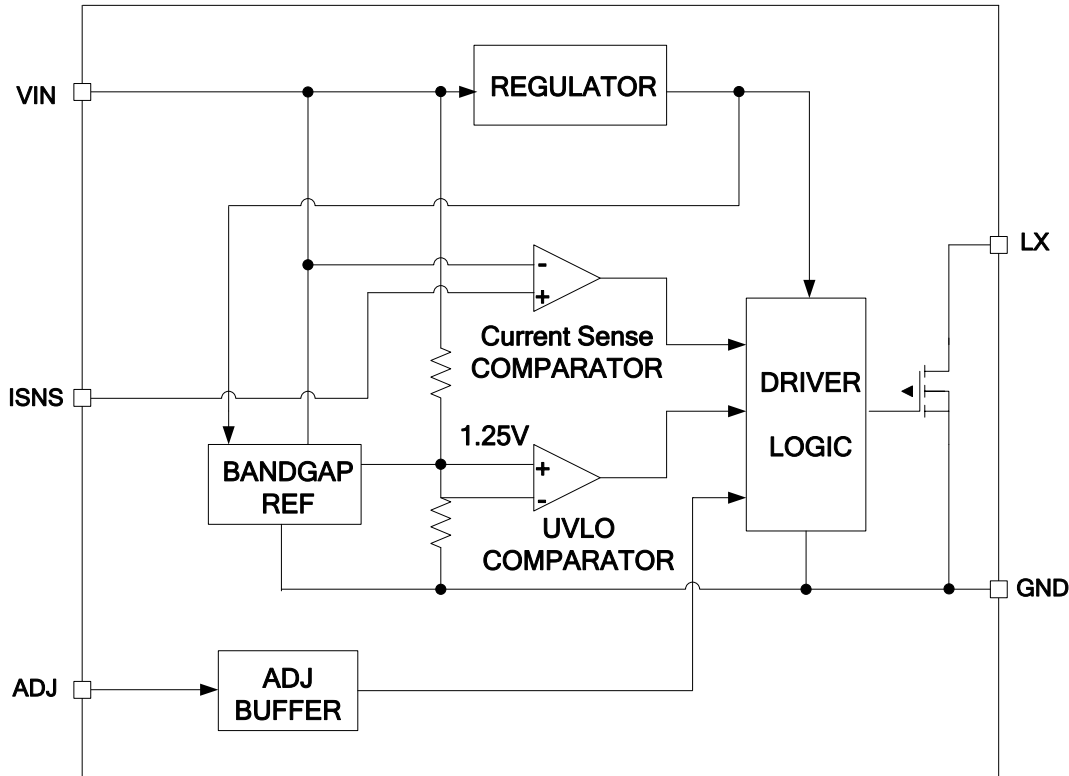 VIN
REGULATOR
LX
-
+
Current Sense
COMPARATOR
ISNS
DRIVER
LOGIC
1.25V
BANDGAP
REF
+
-
UVLO
COMPARATOR
GND
ADJ
ADJ
BUFFER